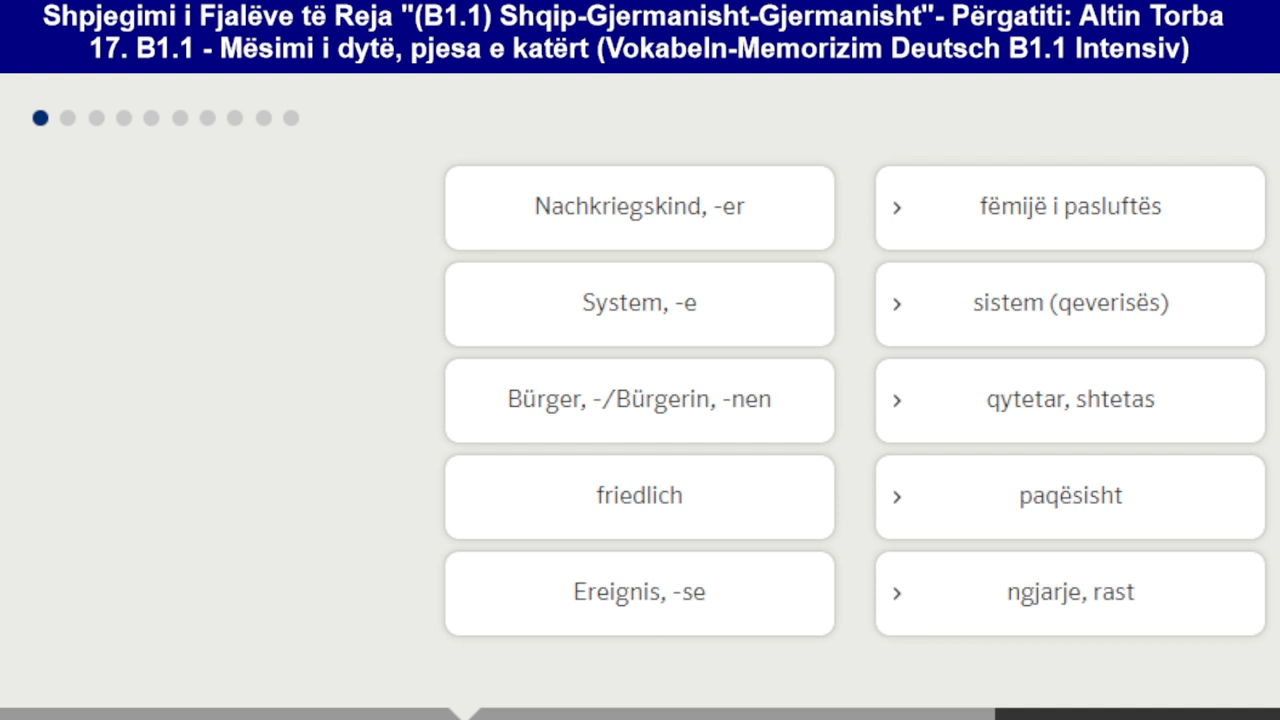 Shpjegimi i Fjalëve të Reja "(B1.1) Shqip-Gjermanisht-Gjermanisht"- Përgatiti: Altin Torba
17. B1.1 - Mësimi i dytë, pjesa e katërt (Vokabeln-Memorizim Deutsch B1.1 Intensiv)
Nachkriegskind, -er
fëmijë i pasluftës
System, -e
sistem (qeverisës)
Bürger, -/Bürgerin, -nen
qytetar, shtetas
friedlich
paqësisht
Ereignis, -se
ngjarje, rast